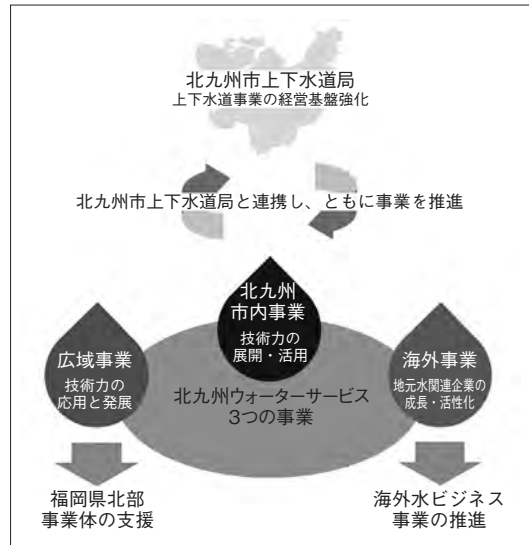 北九州市上下水道局
上下水道事業の経営基盤強化
北九州市上下水道局と連携し、ともに事業を推進
北九州
市内事業
技術力の
展開・活用
広域事業
技術力の
応用と発展
海外事業
地元水関連企業の
成長・活性化
北九州ウォーターサービス
3つの事業
福岡県北部
事業体の支援
海外水ビジネス
事業の推進